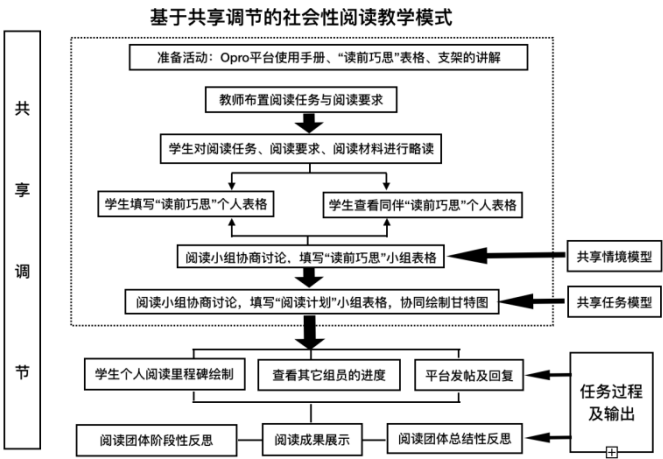 基于共享调节的社会性阅读教学模式
共
享
调
节
准备活动：Opro平台使用手册、“读前巧思”表格、支架的讲解
教师布置阅读任务与阅读要求
学生对阅读任务、阅读要求、阅读材料进行略读
学生填写“读前巧思”个人表格
学生查看同伴“读前巧思”个人表格
阅读小组协商讨论，填写“读前巧思”小组表格
共享情境模型
阅读小组协商讨论，填写“阅读计划”小组表格，协同绘制甘特图
共享任务模型
学生个人阅读里程碑绘制
查看其它组员的进度
平台发帖及回复
任务过程
及输出
阅读团体阶段性反思
阅读成果展示
阅读团体总结性反思